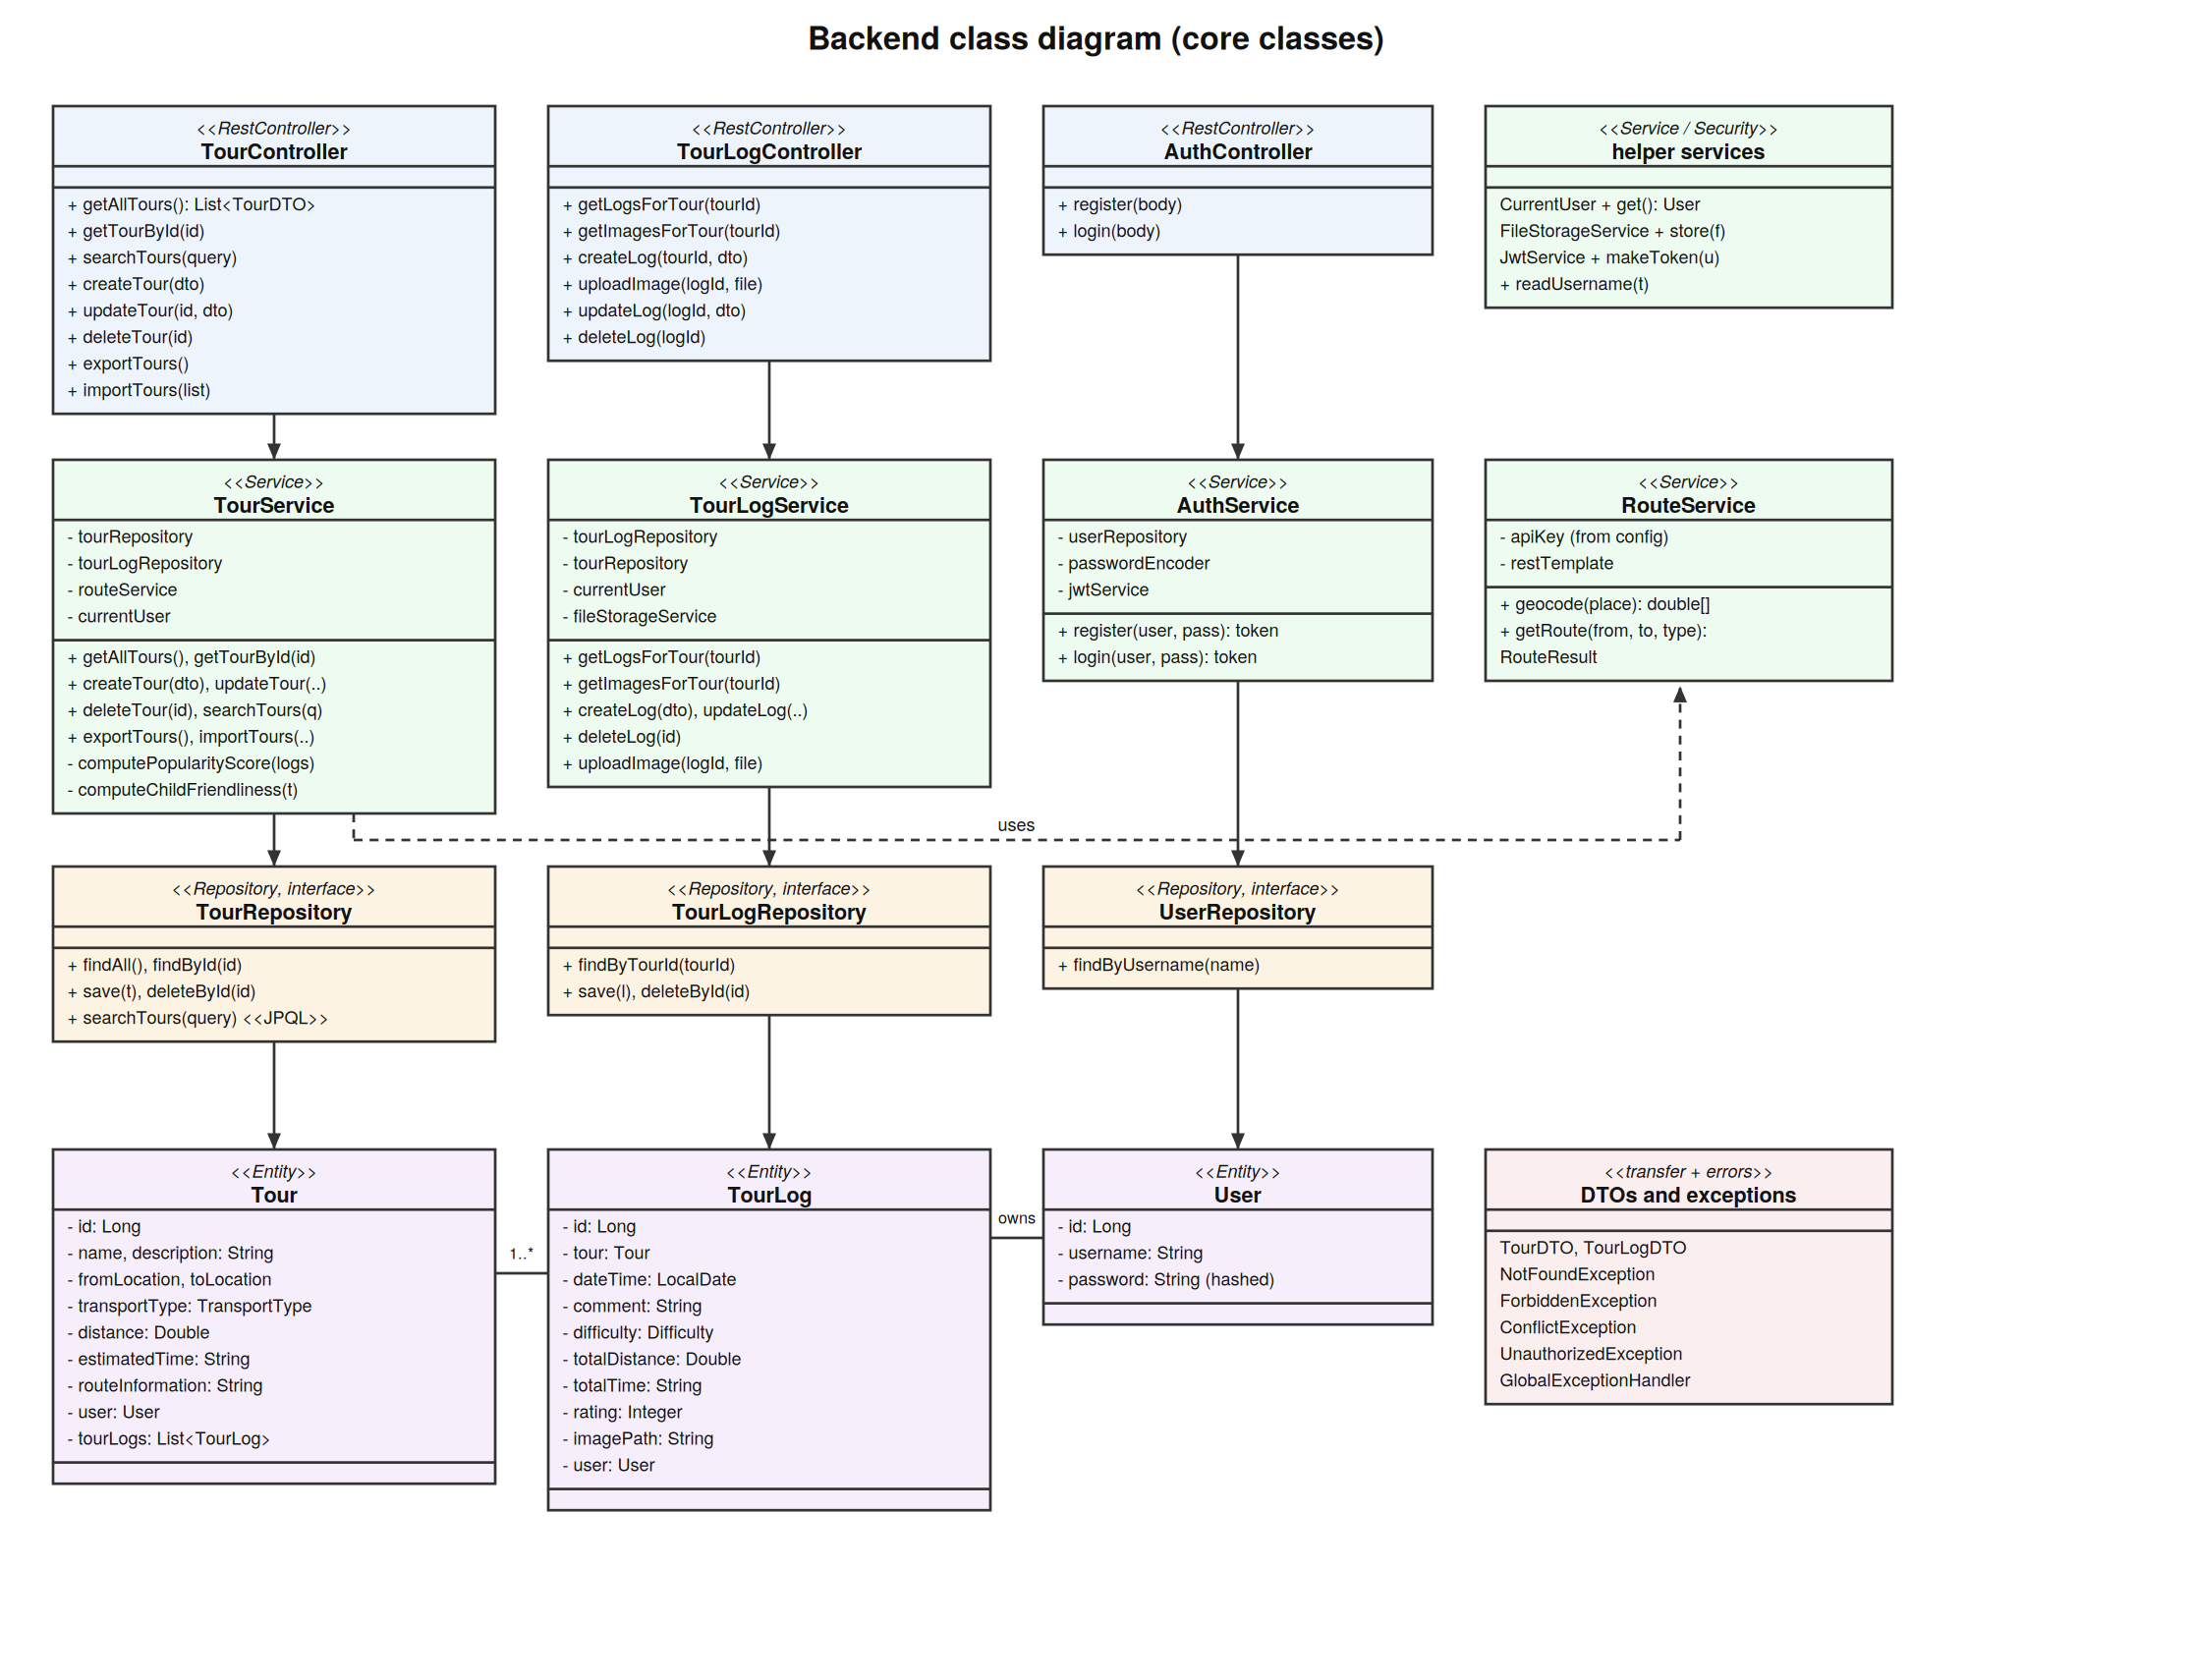 Backend class diagram (core classes)
<<RestController>>
TourController
+ getAllTours(): List<TourDTO>
+ getTourById(id)
+ searchTours(query)
+ createTour(dto)
+ updateTour(id, dto)
+ deleteTour(id)
+ exportTours()
+ importTours(list)
<<RestController>>
TourLogController
+ getLogsForTour(tourId)
+ getImagesForTour(tourId)
+ createLog(tourId, dto)
+ uploadImage(logId, file)
+ updateLog(logId, dto)
+ deleteLog(logId)
<<RestController>>
AuthController
+ register(body)
+ login(body)
<<Service / Security>>
helper services
CurrentUser + get(): User
FileStorageService + store(f)
JwtService + makeToken(u)
+ readUsername(t)
<<Service>>
TourService
- tourRepository
- tourLogRepository
- routeService
- currentUser
+ getAllTours(), getTourById(id)
+ createTour(dto), updateTour(..)
+ deleteTour(id), searchTours(q)
+ exportTours(), importTours(..)
- computePopularityScore(logs)
- computeChildFriendliness(t)
<<Service>>
TourLogService
- tourLogRepository
- tourRepository
- currentUser
- fileStorageService
+ getLogsForTour(tourId)
+ getImagesForTour(tourId)
+ createLog(dto), updateLog(..)
+ deleteLog(id)
+ uploadImage(logId, file)
<<Service>>
AuthService
- userRepository
- passwordEncoder
- jwtService
+ register(user, pass): token
+ login(user, pass): token
<<Service>>
RouteService
- apiKey (from config)
- restTemplate
+ geocode(place): double[]
+ getRoute(from, to, type):
RouteResult
uses
<<Repository, interface>>
TourRepository
+ findAll(), findById(id)
+ save(t), deleteById(id)
+ searchTours(query) <<JPQL>>
<<Repository, interface>>
TourLogRepository
+ findByTourId(tourId)
+ save(l), deleteById(id)
<<Repository, interface>>
UserRepository
+ findByUsername(name)
<<Entity>>
Tour
- id: Long
- name, description: String
- fromLocation, toLocation
- transportType: TransportType
- distance: Double
- estimatedTime: String
- routeInformation: String
- user: User
- tourLogs: List<TourLog>
1..*
<<Entity>>
TourLog
- id: Long
- tour: Tour
- dateTime: LocalDate
- comment: String
- difficulty: Difficulty
- totalDistance: Double
- totalTime: String
- rating: Integer
- imagePath: String
- user: User
owns
<<Entity>>
User
- id: Long
- username: String
- password: String (hashed)
<<transfer + errors>>
DTOs and exceptions
TourDTO, TourLogDTO
NotFoundException
ForbiddenException
ConflictException
UnauthorizedException
GlobalExceptionHandler